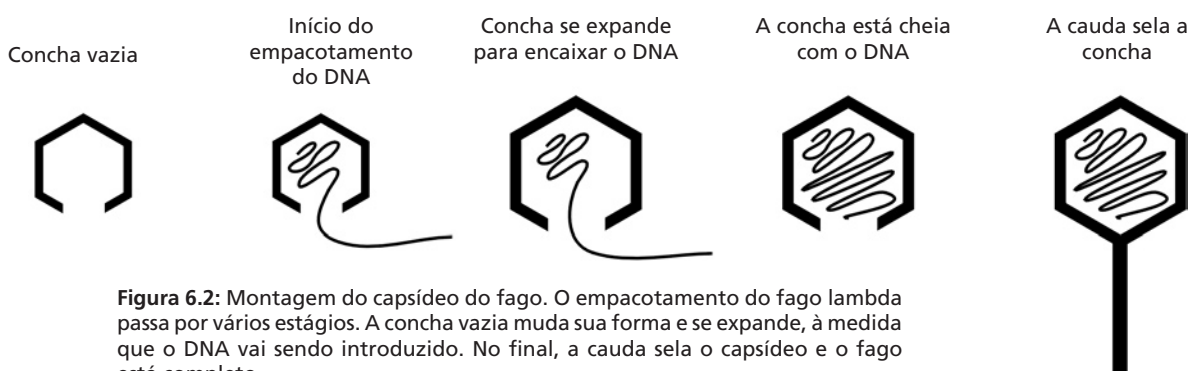 Concha vazia
Início do
empacotamento
do DNA
Concha se expande
para encaixar o DNA
A concha está cheia
com o DNA
A cauda sela a
concha
Figura 6.2: Montagem do capsídeo do fago. O empacotamento do fago lambda
passa por vários estágios. A concha vazia muda sua forma e se expande, à medida
que o DNA vai sendo introduzido. No final, a cauda sela o capsídeo e o fago